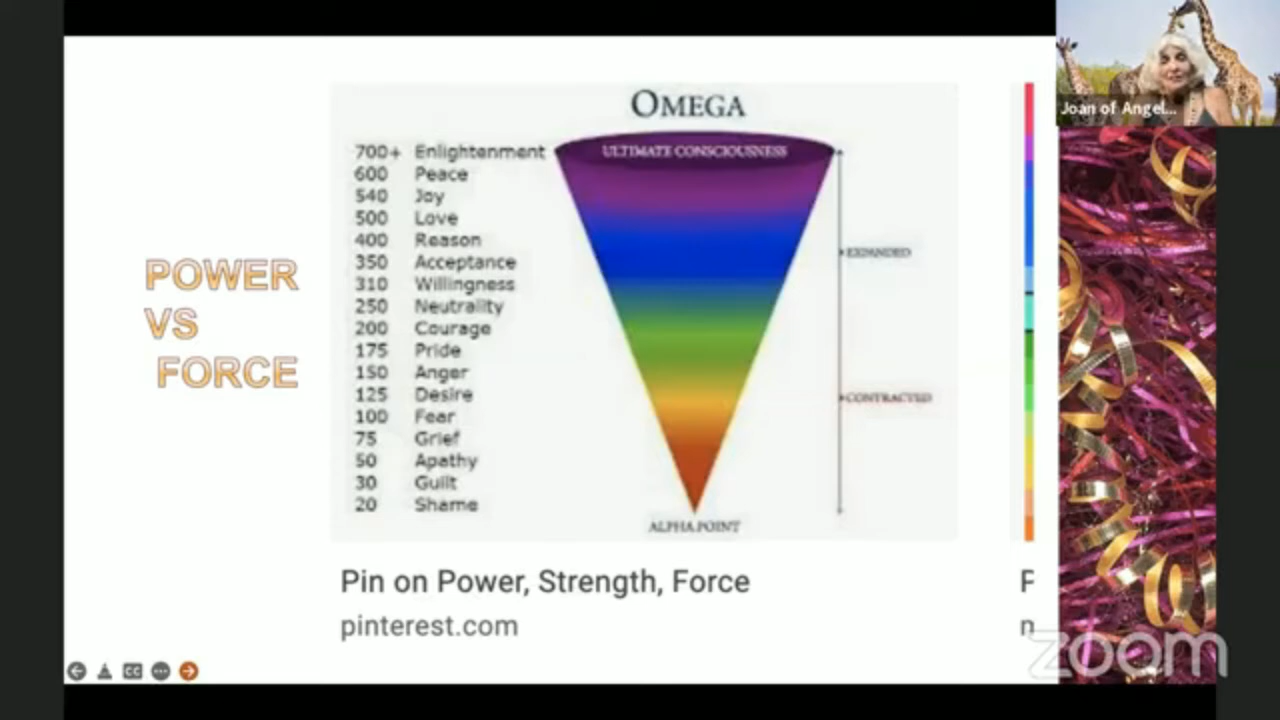 OMEGA
700+ Enlightenment
ULTIMATE CONSCIOUSNESS
600 Peace
540 Joy
500 Love
400 Reason
350 Acceptance
310 Willingness
250 Neutrality
200 Courage
175 Pride
150 Anger
125 Desire
100 Fear
75 Grief
50 Apathy
30 Guilt
20 Shame
EXPANDED
CONTRACTED
ALPHA POINT
POWER
VS
FORCE
Pin on Power, Strength, Force
pinterest.com
P
n
CC
Joan of Angel...
zoom